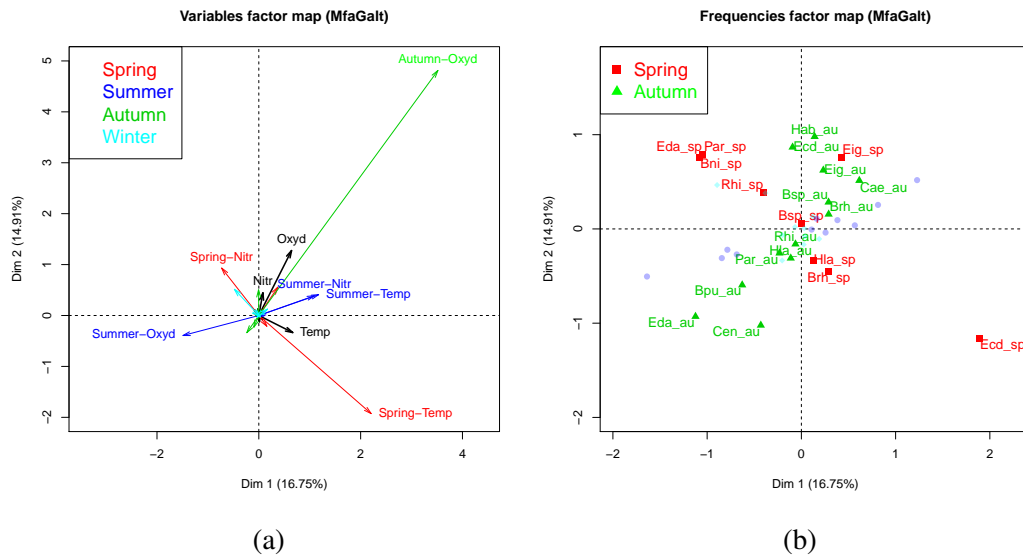 Variables factor map (MfaGalt)
Spring
Summer
Autumn
Winter
Autumn−Oxyd
Oxyd
Spring−Nitr
Nitr
Summer−Nitr
Summer−Temp
Temp
Summer−Oxyd
Spring−Temp
5
4
3
2
1
0
−1
−2
Dim 2 (14.91%)
−2
0
2
4
Dim 1 (16.75%)
(a)
Frequencies factor map (MfaGalt)
Spring
Autumn
Hab_au
Ecd_au
Eda_sp
Par_sp
Bni_sp
Eig_sp
Eig_au
Rhi_sp
Cae_au
Bsp_au
Brh_au
Bsp_sp
Rhi_au
Hla_au
Par_au
Hla_sp
Brh_sp
Bpu_au
Eda_au
Cen_au
Ecd_sp
1
0
−1
−2
Dim 2 (14.91%)
−2
−1
0
1
2
Dim 1 (16.75%)
(b)